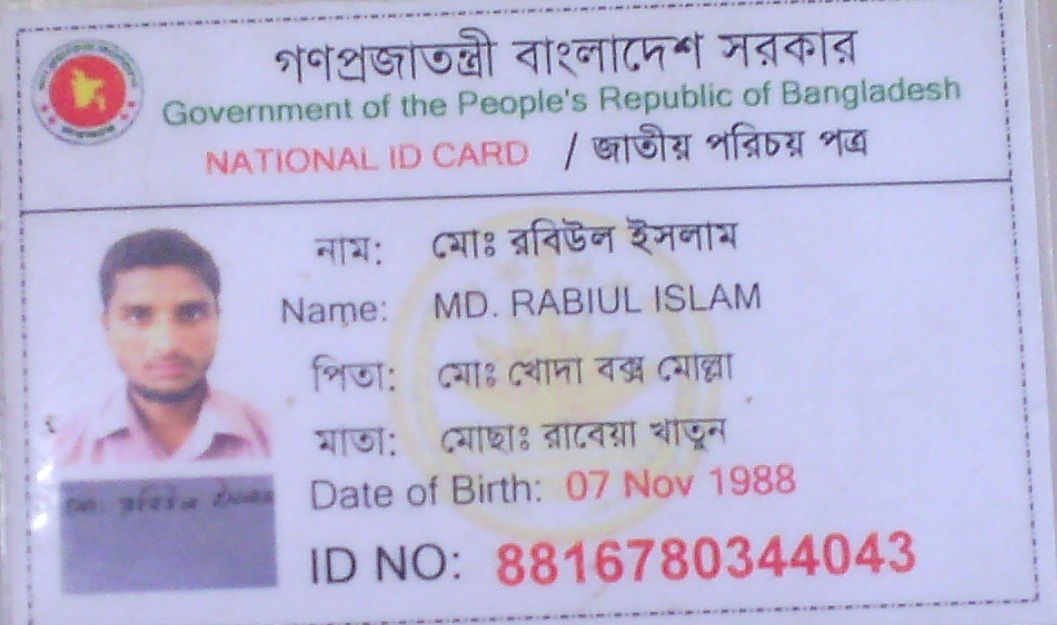 গণপ্রজাতন্ত্রী বাংলাদেশ সরকার
Government of the People's Republic of Bangladesh
NATIONAL ID CARD / জাতীয় পরিচয় পত্র
নাম: মোঃ রবিউল ইসলাম
Name: MD. RABIUL ISLAM
পিতা: মোঃ খোদা বক্স মোল্লা
মাতা: মোছাঃ রাবেয়া খাতুন
Date of Birth: 07 Nov 1988
ID NO: 8816780344043